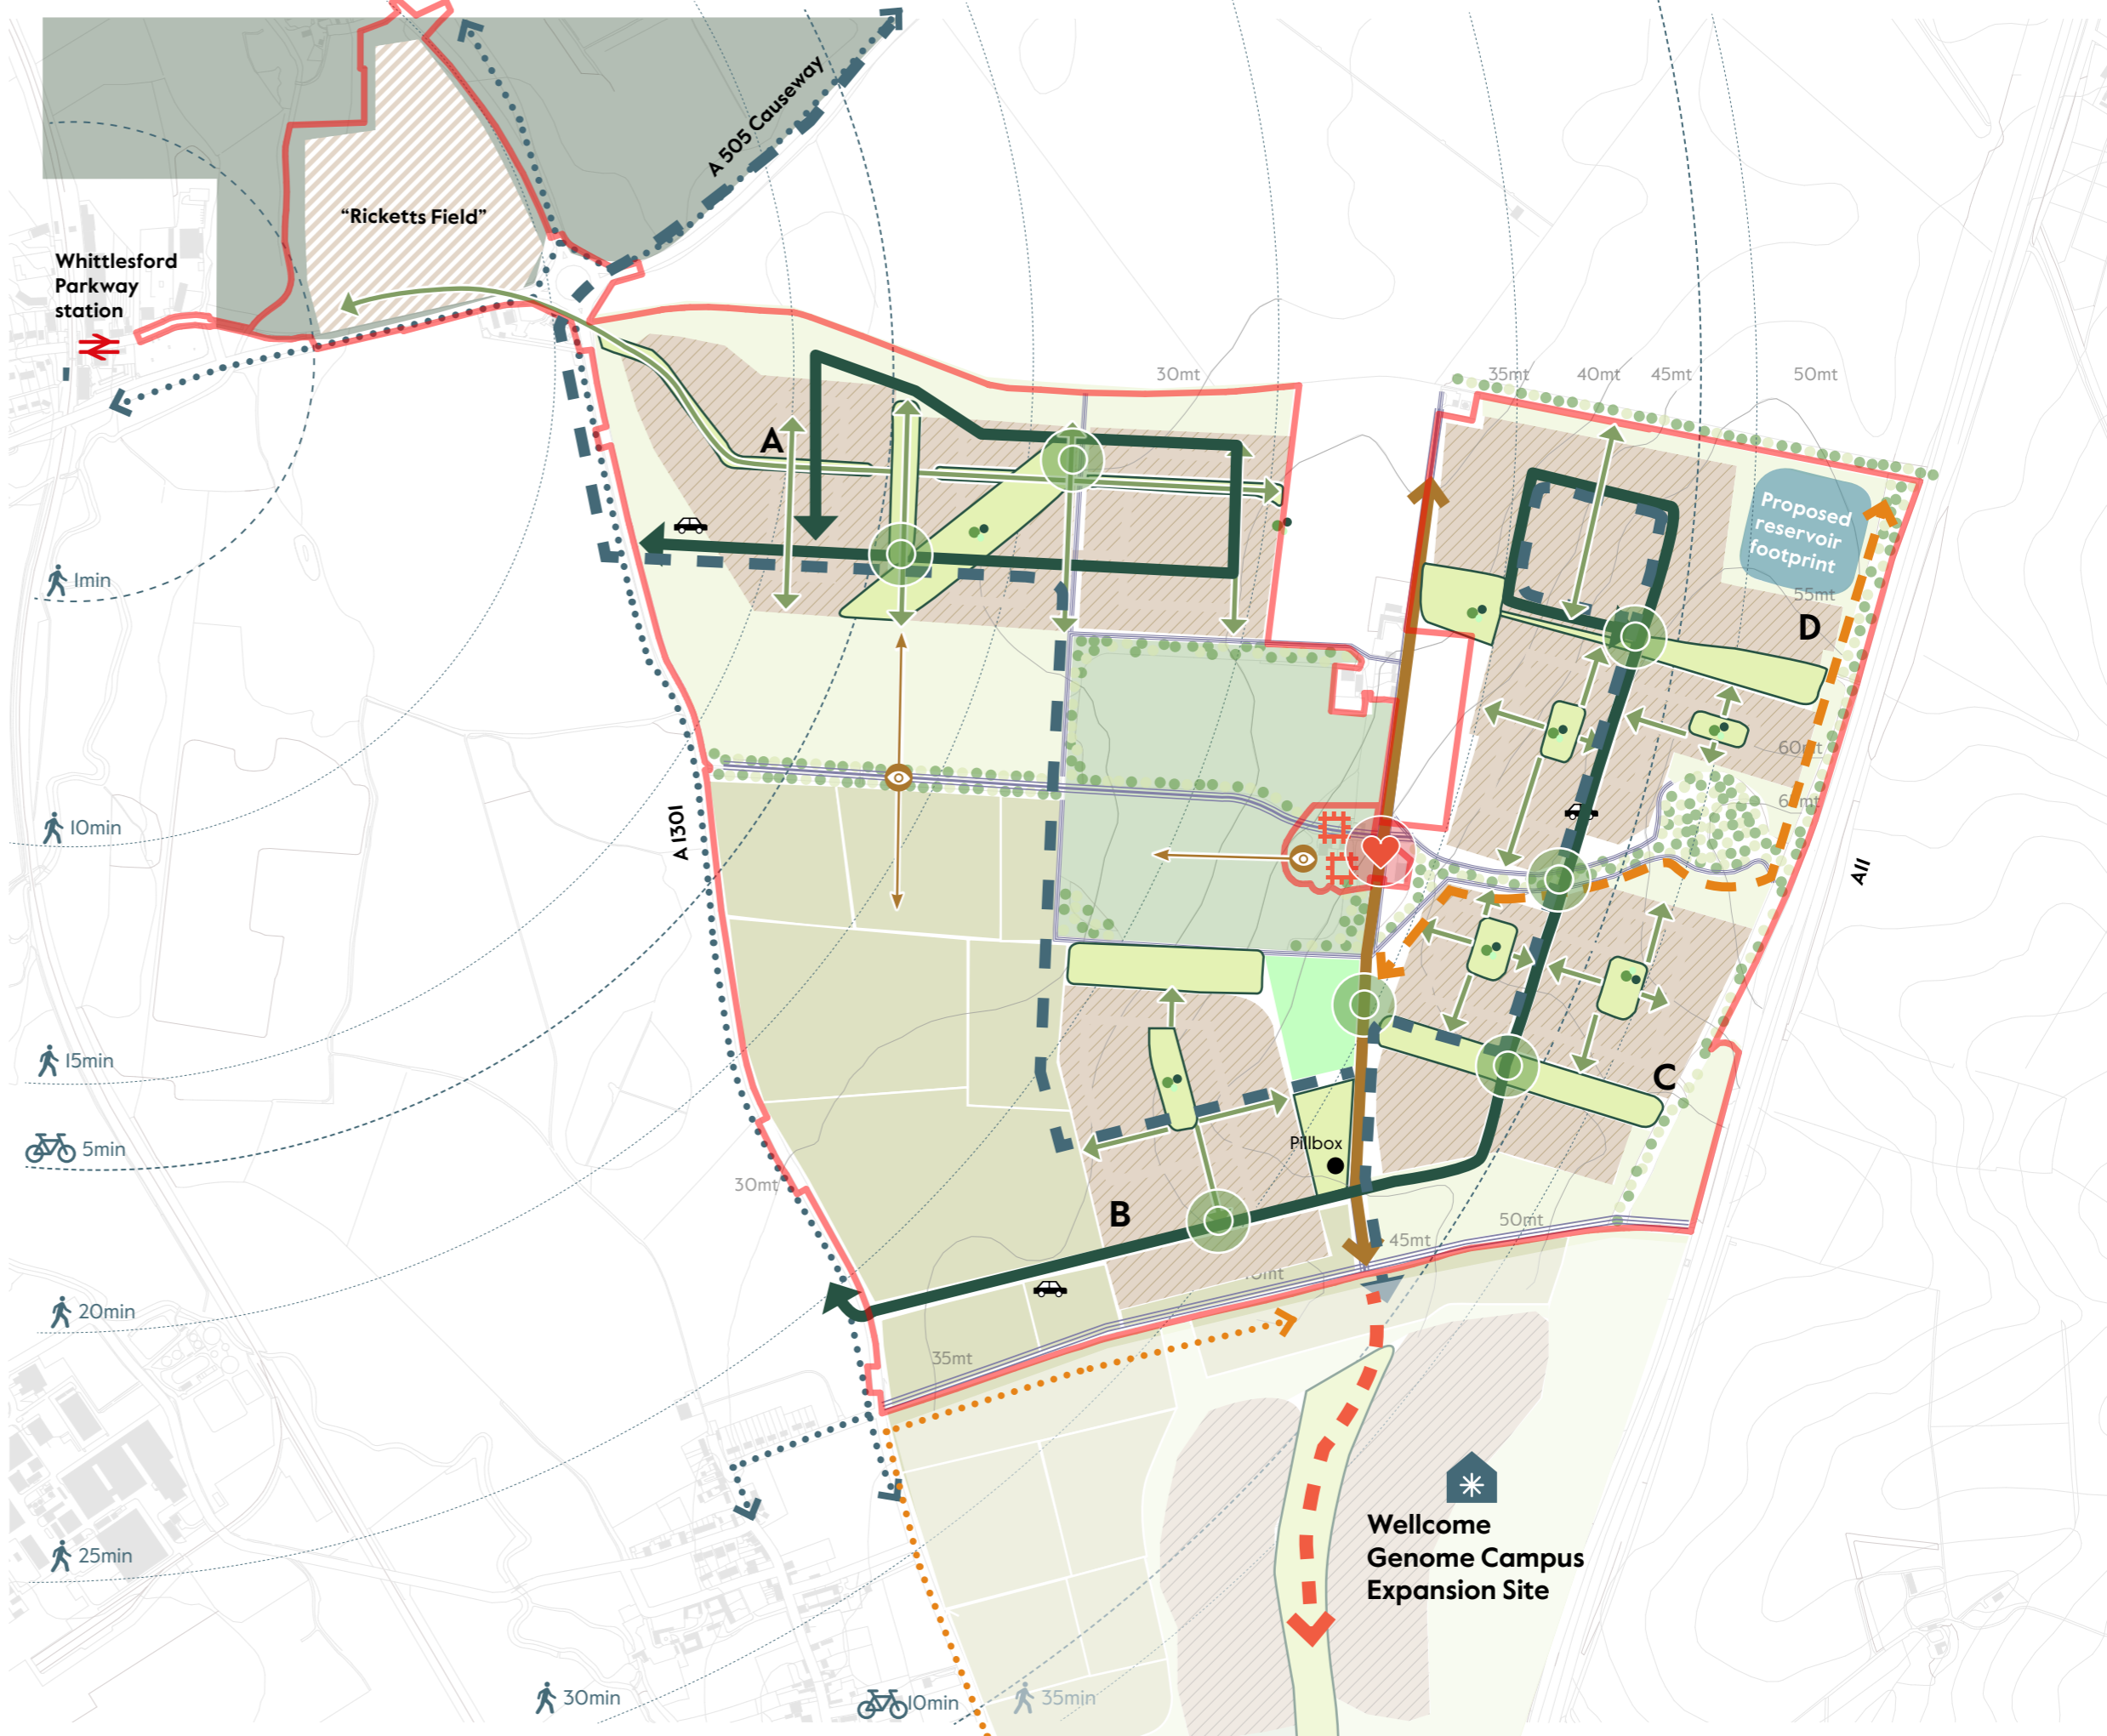 A 505 Causeway
“Ricketts Field”
Whittlesford
Parkway
station
30mt
35mt
40mt
45mt
50mt
A
Proposed
reservoir
footprint
55mt
D
1min
60mt
A 1301
10min
A11
15min
C
5min
Pillbox
30mt
B
50mt
45mt
20min
35mt
Wellcome
Genome Campus
Expansion Site
25min
30min
10min
35min